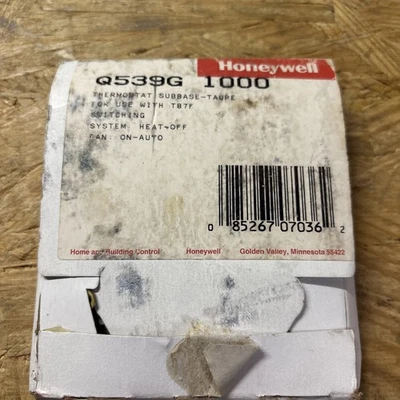 Honeywell
Q539G 1000
THERMOSTAT SUBBASE-TAUPE
FOR USE WITH T87F
SWITCHING
SYSTEM: HEAT-OFF
FAN: ON-AUTO
0 85267 07036 2
Home and Building Control Honeywell Golden Valley, Minnesota 55422